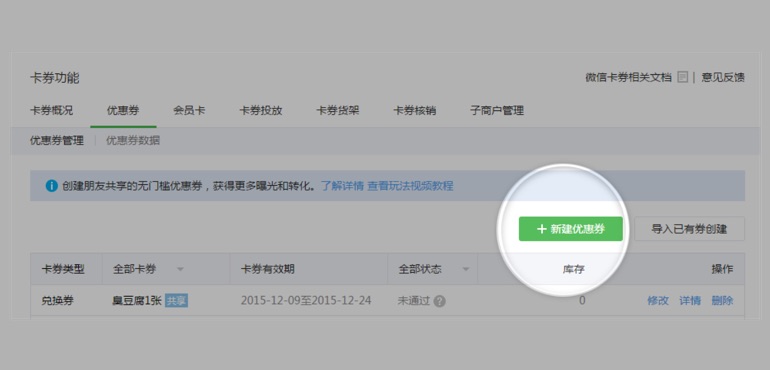 卡券功能 微信卡券相关文档 | 意见反馈
卡券概况 优惠券 会员卡 卡券投放 卡券货架 卡券核销 子商户管理
优惠券管理 | 优惠券数据
创建朋友共享的无门槛优惠券，获得更多曝光和转化。了解详情 查看玩法视频教程
+ 新建优惠券 导入已有券创建
卡券类型 全部卡券 卡券有效期 全部状态 库存 操作
兑换券 臭豆腐1张 共享 2015-12-09至2015-12-24 未通过 ? 0 修改 详情 删除